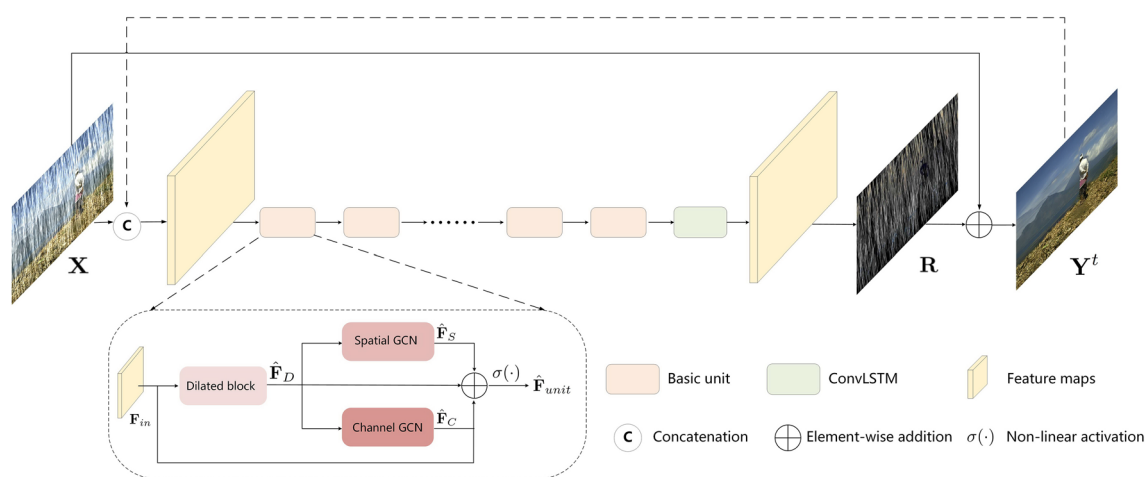 C
X
R
Y^t
Spatial GCN
F̂_S
Dilated block
F̂_D
σ(·)
F̂_unit
F_in
Channel GCN
F̂_C
Basic unit
ConvLSTM
Feature maps
C Concatenation
Element-wise addition
σ(·) Non-linear activation